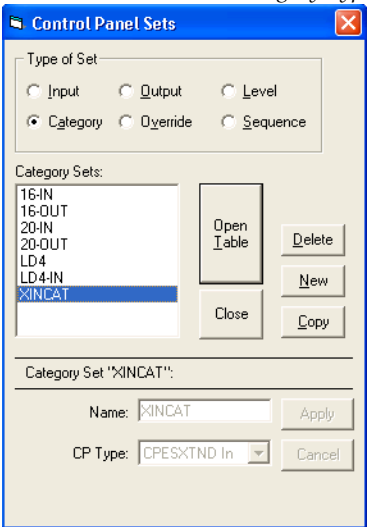 Control Panel Sets
Type of Set
Input Output Level
Category Override Sequence
Category Sets:
16-IN
16-OUT
20-IN
20-OUT
LD4
LD4-IN
XINCAT
Open
Table
Close
Delete
New
Copy
Category Set "XINCAT":
Name: XINCAT Apply
CP Type: CPESXTND In Cancel